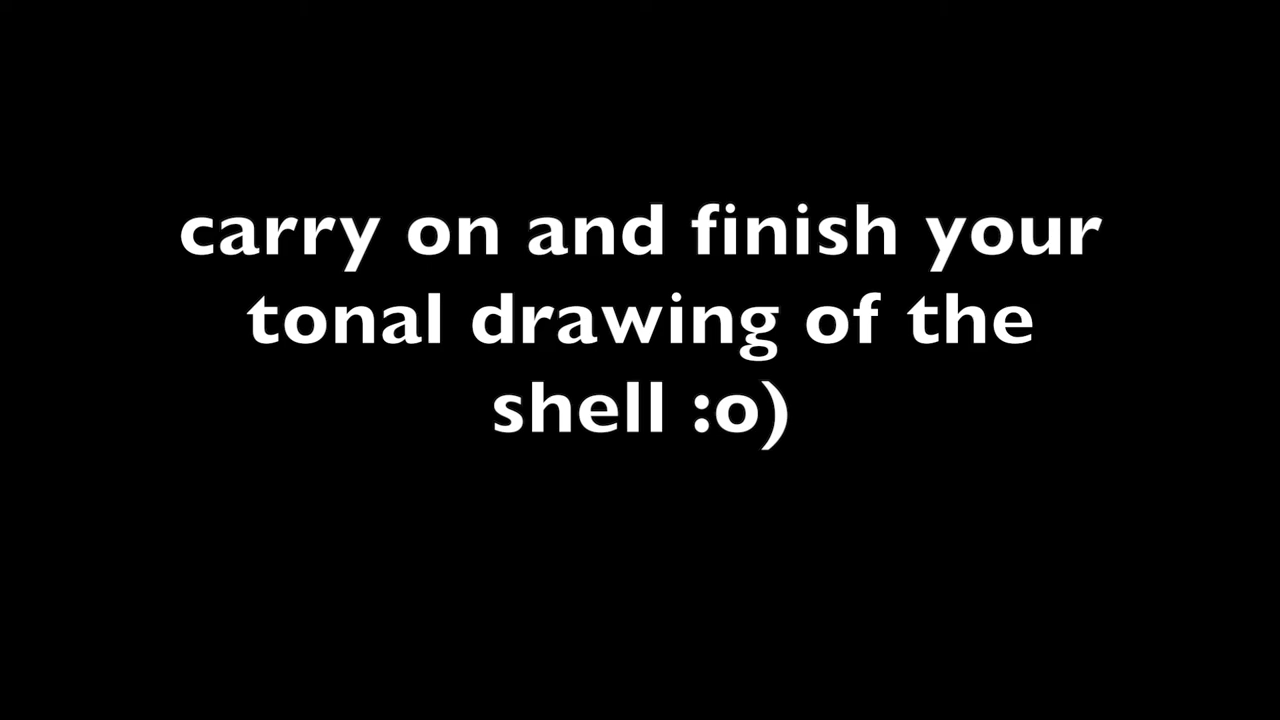 carry on and finish your
tonal drawing of the
shell :o)